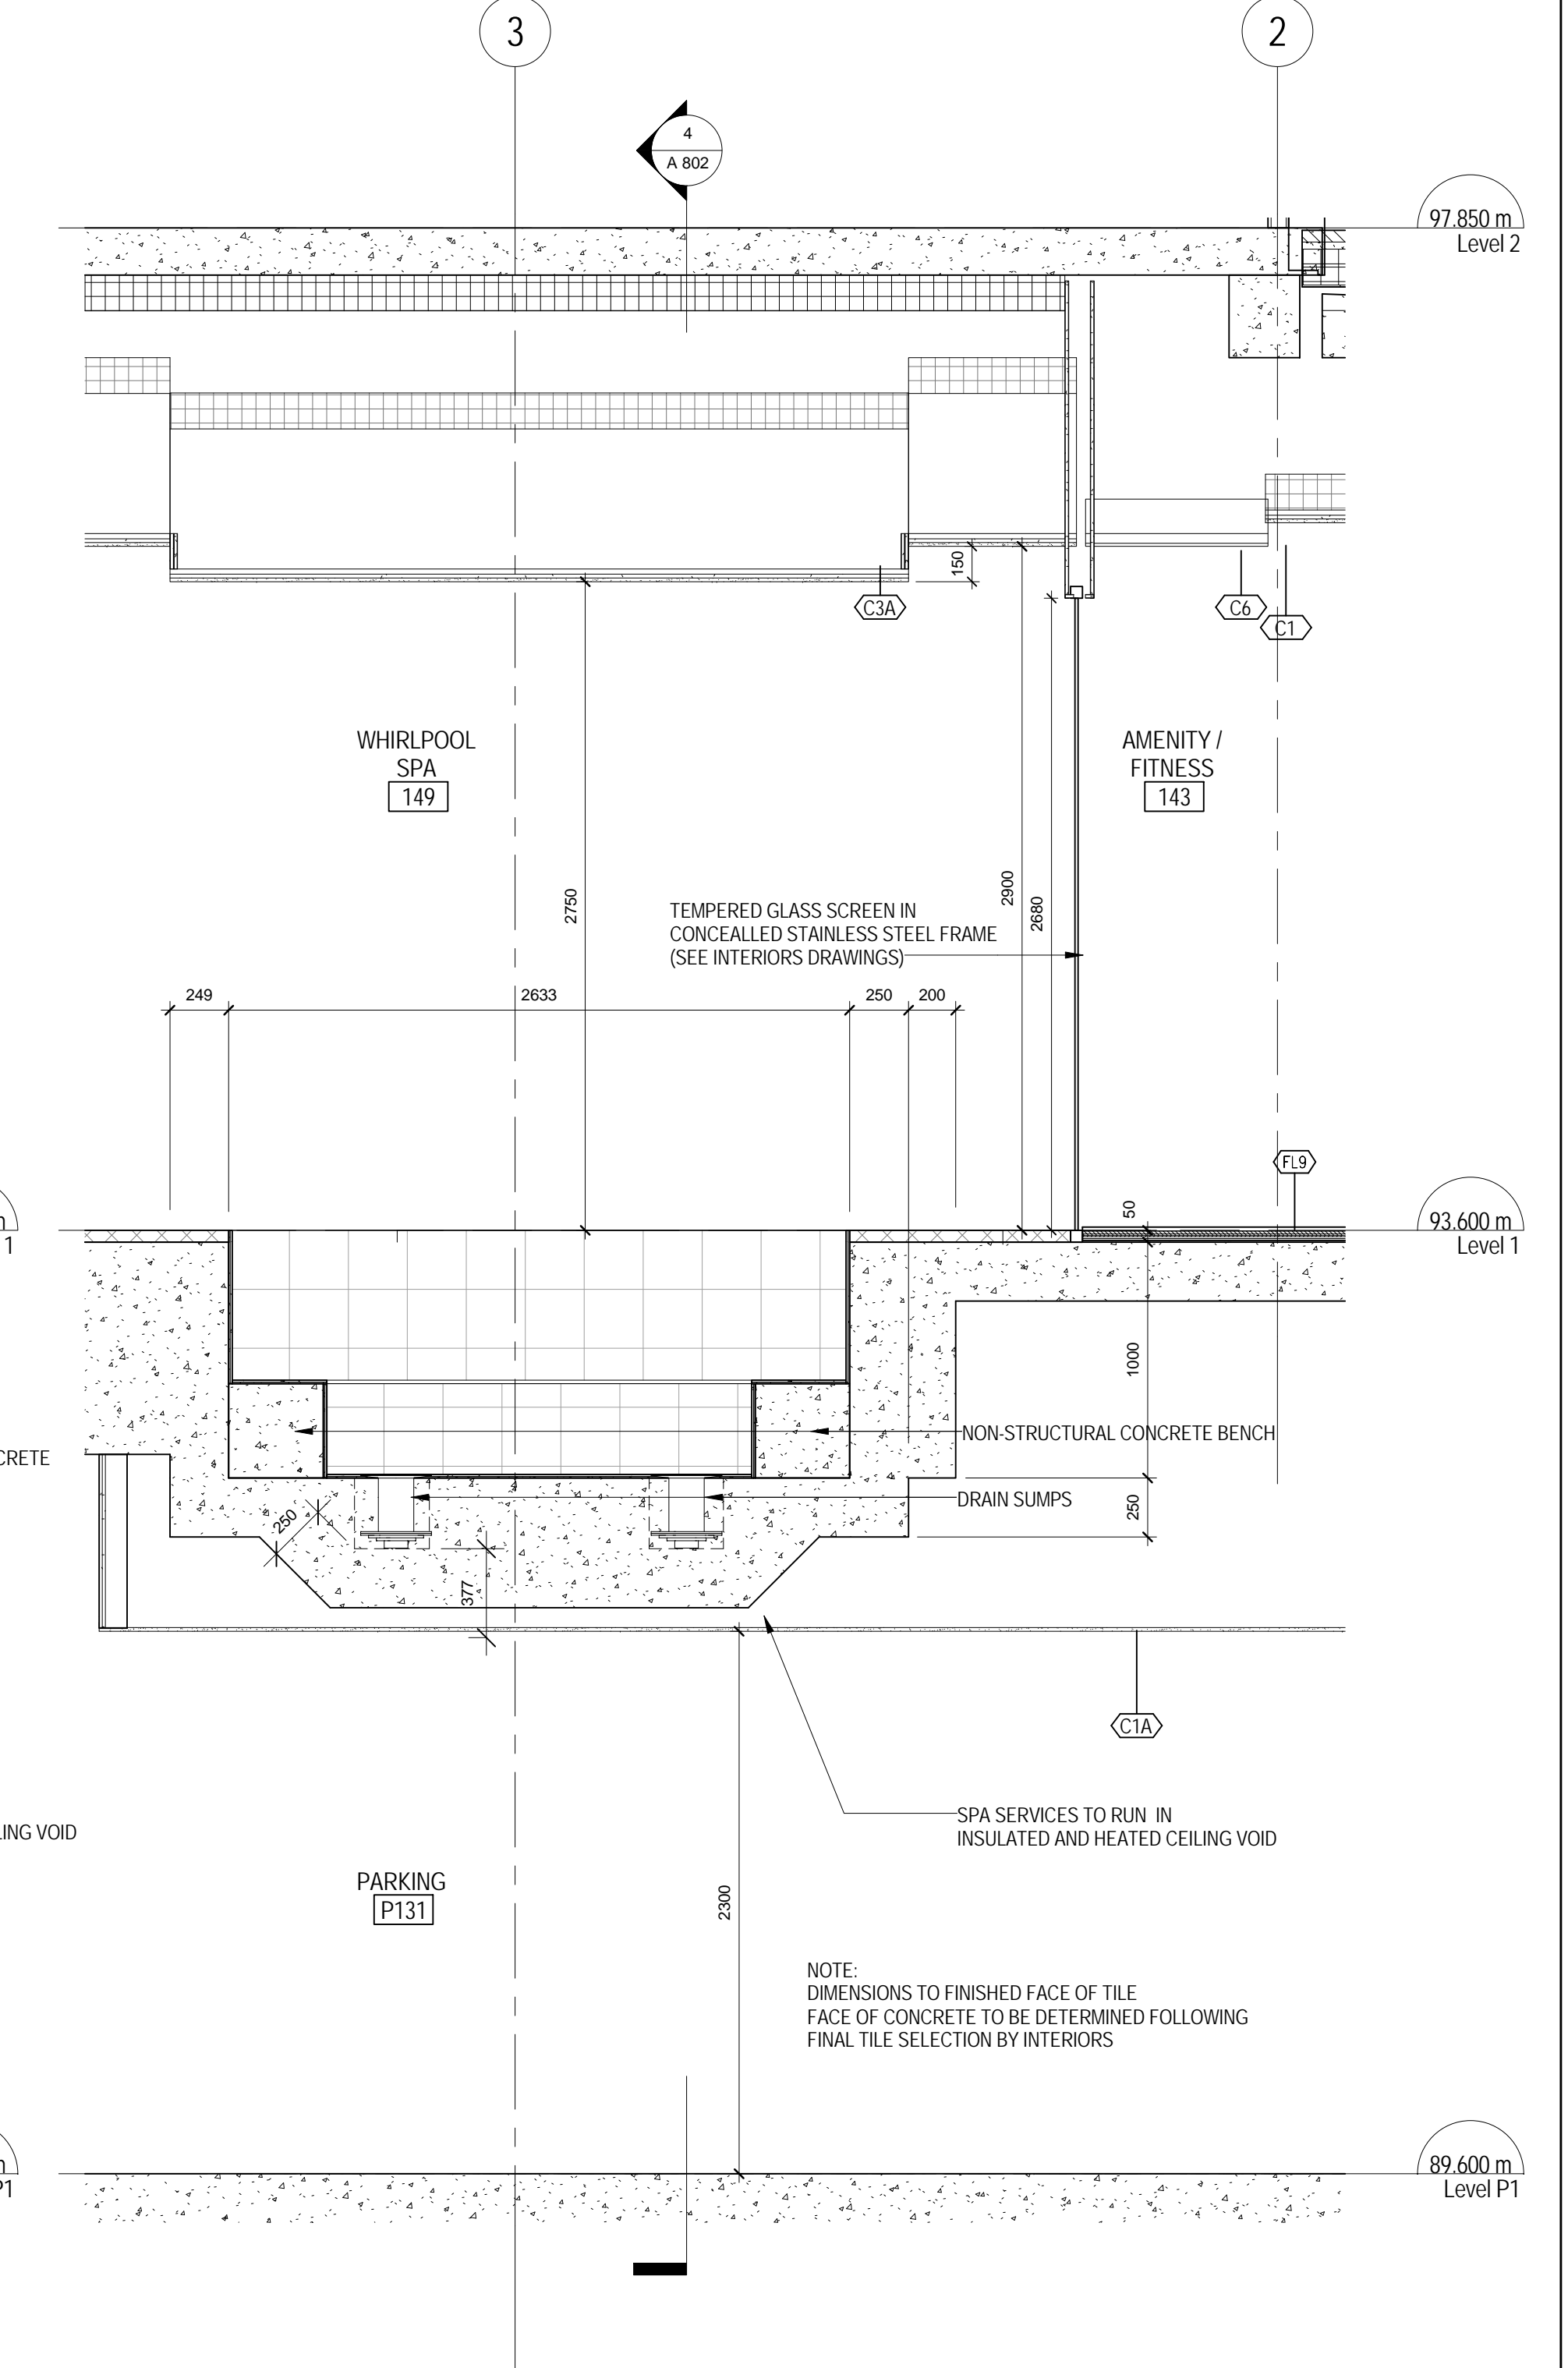 3
2
4
A 802
97.850 m
Level 2
150
C3A
C6
C1
WHIRLPOOL
SPA
149
AMENITY /
FITNESS
143
2750
2900
2680
TEMPERED GLASS SCREEN IN
CONCEALLED STAINLESS STEEL FRAME
(SEE INTERIORS DRAWINGS)
249
2633
250
200
FL9
50
93.600 m
Level 1
1
1000
NON-STRUCTURAL CONCRETE BENCH
CRETE
DRAIN SUMPS
250
250
377
C1A
SPA SERVICES TO RUN IN
INSULATED AND HEATED CEILING VOID
LING VOID
PARKING
P131
2300
NOTE:
DIMENSIONS TO FINISHED FACE OF TILE
FACE OF CONCRETE TO BE DETERMINED FOLLOWING
FINAL TILE SELECTION BY INTERIORS
89.600 m
Level P1
P1